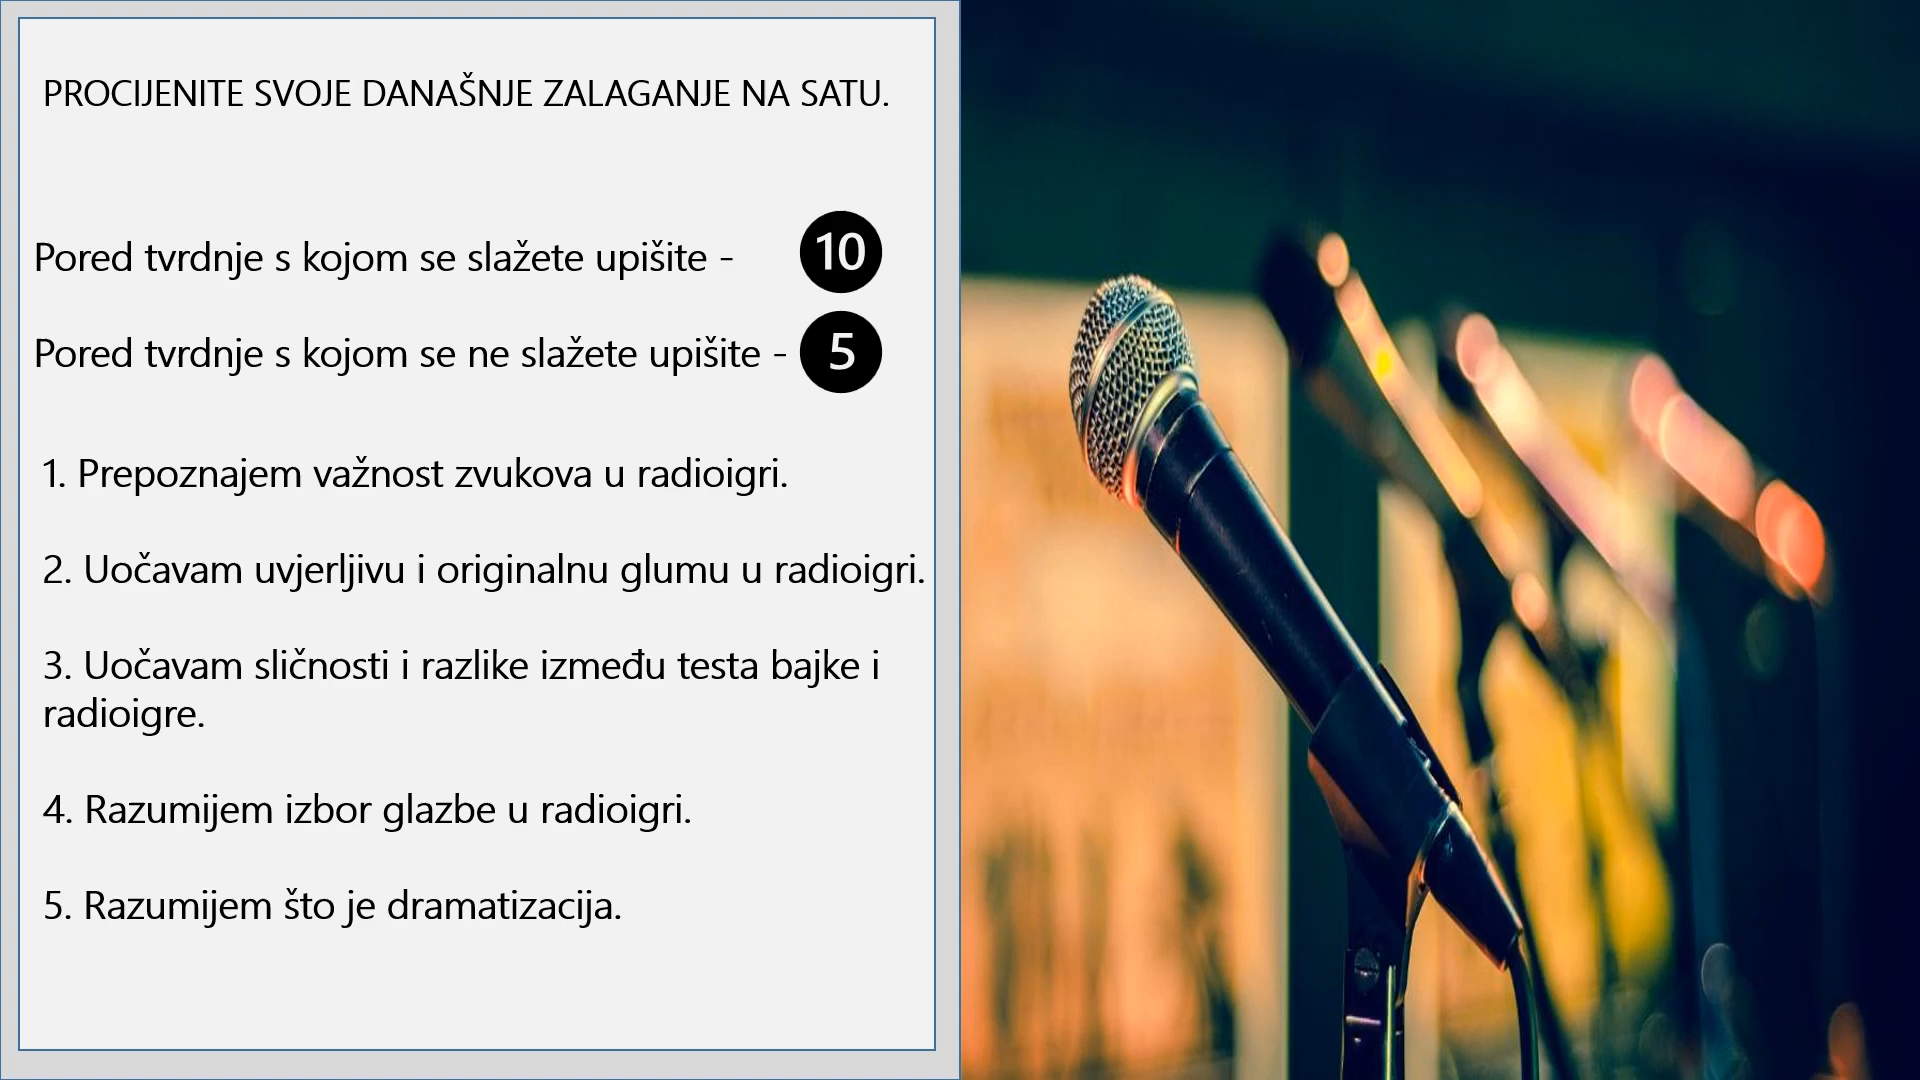 PROCIJENITE SVOJE DANAŠNJE ZALAGANJE NA SATU.
Pored tvrdnje s kojom se slažete upišite - 10
Pored tvrdnje s kojom se ne slažete upišite - 5
1. Prepoznajem važnost zvukova u radioigri.
2. Uočavam uvjerljivu i originalnu glumu u radioigri.
3. Uočavam sličnosti i razlike između testa bajke i
radioigre.
4. Razumijem izbor glazbe u radioigri.
5. Razumijem što je dramatizacija.